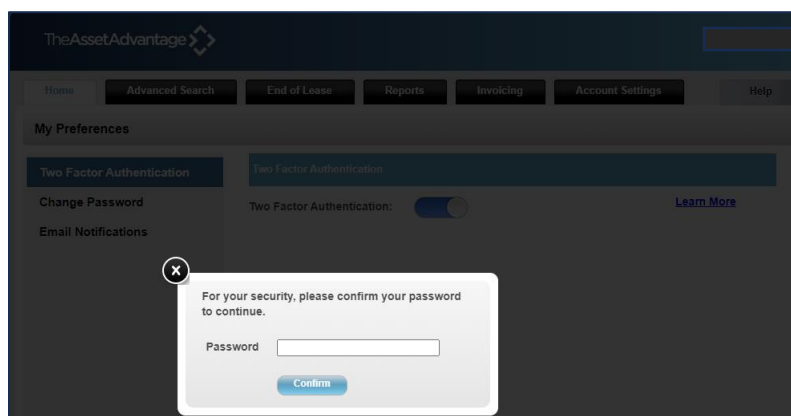 TheAssetAdvantage
Home Advanced Search End of Lease Reports Invoicing Account Settings Help
My Preferences
Two Factor Authentication Two Factor Authentication
Change Password Two Factor Authentication: Learn More
Email Notifications
X
For your security, please confirm your password
to continue.
Password
Confirm